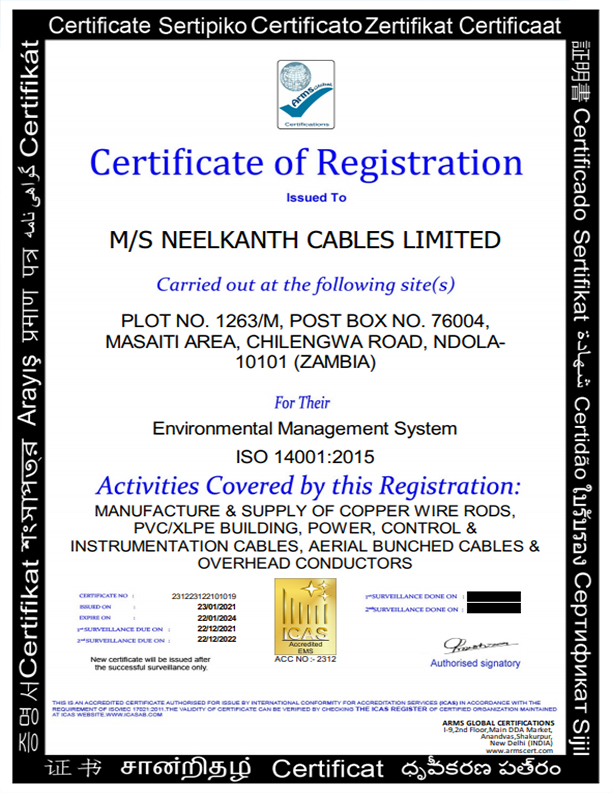 Certificate Sertipiko Certificato Zertifikat Certificaat
Certifikat শংসাপত্র Arayış प्रमाण पत्र گواہی نامہ Certifikát
証明書 Certificado Sertifikat شهادة Certidão ใบรับรอง Сертификат Sijil
Arms Global
Certifications
Certificate of Registration
Issued To
M/S NEELKANTH CABLES LIMITED
Carried out at the following site(s)
PLOT NO. 1263/M, POST BOX NO. 76004,
MASAITI AREA, CHILENGWA ROAD, NDOLA-
10101 (ZAMBIA)
For Their
Environmental Management System
ISO 14001:2015
Activities Covered by this Registration:
MANUFACTURE & SUPPLY OF COPPER WIRE RODS,
PVC/XLPE BUILDING, POWER, CONTROL &
INSTRUMENTATION CABLES, AERIAL BUNCHED CABLES &
OVERHEAD CONDUCTORS
CERTIFICATE NO : 231223122101019
ISSUED ON : 23/01/2021
EXPIRE ON : 22/01/2024
1ST SURVEILLANCE DUE ON : 22/12/2021
2ND SURVEILLANCE DUE ON : 22/12/2022
New certificate will be issued after
the successful surveillance only.
ICAS
Accredited
EMS
ACC NO :- 2312
1ST SURVEILLANCE DONE ON :
2ND SURVEILLANCE DONE ON :
Authorised signatory
THIS IS AN ACCREDITED CERTIFICATE AUTHORISED FOR ISSUE BY INTERNATIONAL CONFORMITY FOR ACCREDITATION SERVICES (ICAS) IN ACCORDANCE WITH THE
REQUIREMENT OF ISO/IEC 17021:2011.THE VALIDITY OF CERTIFICATE CAN BE VERIFIED BY CHECKING THE ICAS REGISTER OF CERTIFIED ORGANIZATION MAINTAINED
AT ICAS WEBSITE:WWW.ICASAB.COM
ARMS GLOBAL CERTIFICATIONS
I-9,2nd Floor,Main DDA Market,
Anandvas,Shakurpur,
New Delhi (INDIA)
www.armscert.com
证书 சான்றிதழ் Certificat ధృవీకరణ పత్రం